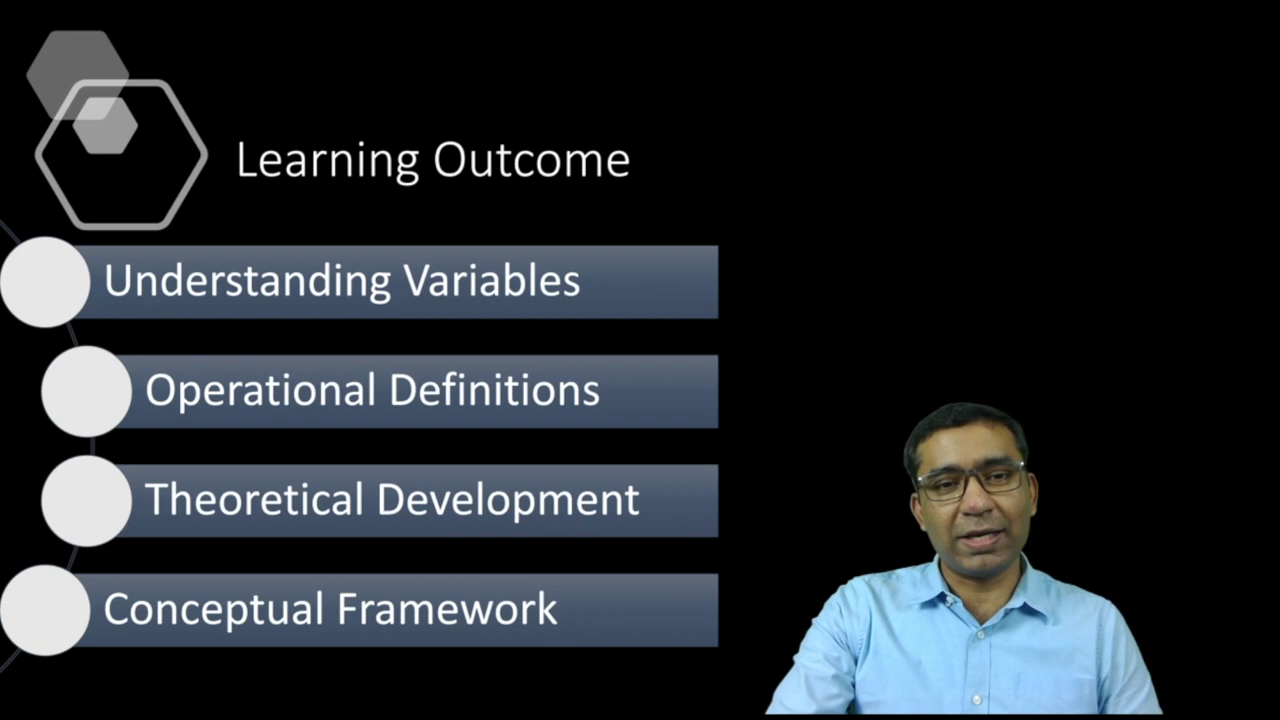 Learning Outcome
Understanding Variables
Operational Definitions
Theoretical Development
Conceptual Framework